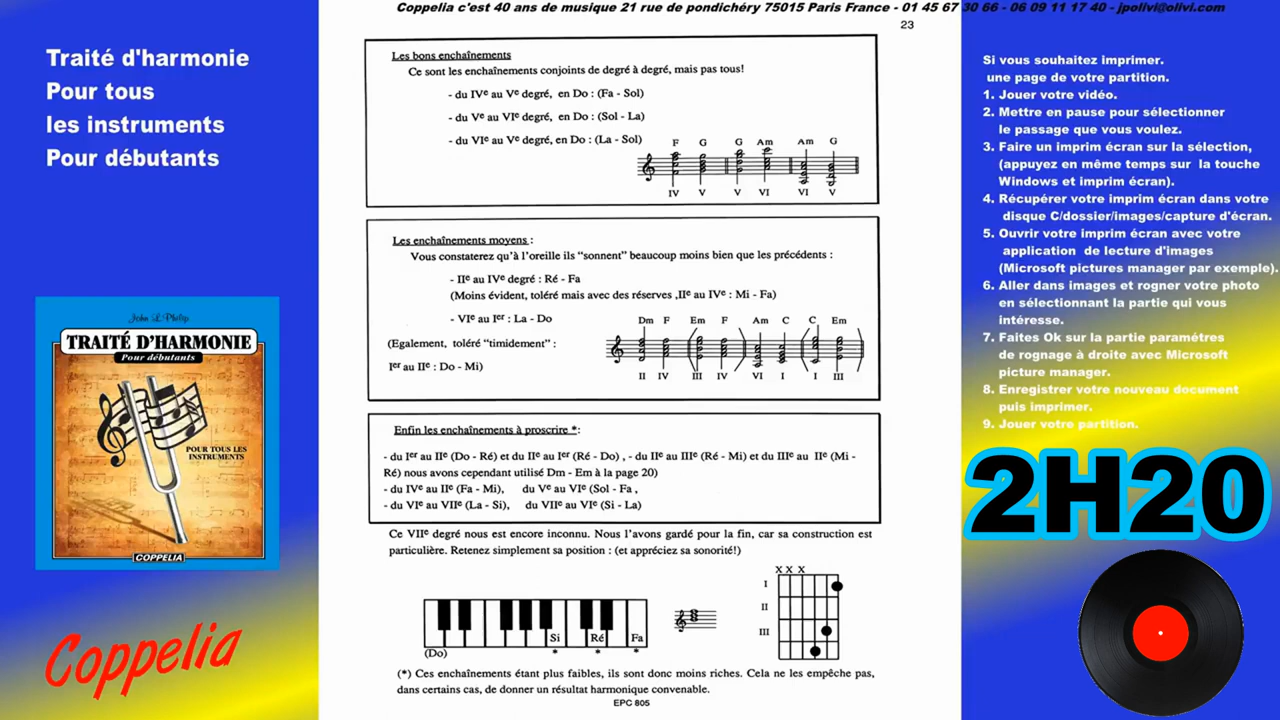 Coppelia c'est 40 ans de musique 21 rue de pondichéry 75015 Paris France - 01 45 67 30 66 - 06 09 11 17 40 - jpolivi@olivi.com
Traité d'harmonie
Pour tous
les instruments
Pour débutants
John L. Philip
TRAITÉ D'HARMONIE
Pour débutants
POUR TOUS LES
INSTRUMENTS
COPPELIA
Coppelia
23
Les bons enchaînements
Ce sont les enchaînements conjoints de degré à degré, mais pas tous!
- du IVe au Ve degré, en Do : (Fa - Sol)
- du Ve au VIe degré, en Do : (Sol - La)
- du VIe au Ve degré, en Do : (La - Sol)
F G G Am Am G
IV V V VI VI V
Les enchaînements moyens :
Vous constaterez qu'à l'oreille ils "sonnent" beaucoup moins bien que les précédents :
- IIe au IVe degré : Ré - Fa
(Moins évident, toléré mais avec des réserves ,IIe au IVe : Mi - Fa)
- VIe au Ier : La - Do
(Egalement, toléré "timidement" :
Ier au IIe : Do - Mi)
Dm F Em F Am C C Em
II IV III IV VI I I III
Enfin les enchaînements à proscrire *:
- du Ier au IIe (Do - Ré) et du IIe au Ier (Ré - Do) , - du IIe au IIIe (Ré - Mi) et du IIIe au IIe (Mi -
Ré) nous avons cependant utilisé Dm - Em à la page 20)
- du IVe au IIe (Fa - Mi), du Ve au VIe (Sol - Fa ,
- du VIe au VIIe (La - Si), du VIIe au VIe (Si - La)
Ce VIIe degré nous est encore inconnu. Nous l'avons gardé pour la fin, car sa construction est
particulière. Retenez simplement sa position : (et appréciez sa sonorité!)
Si Ré Fa
* * *
(Do)
X X X
I
II
III
(*) Ces enchaînements étant plus faibles, ils sont donc moins riches. Cela ne les empêche pas,
dans certains cas, de donner un résultat harmonique convenable.
EPC 805
Si vous souhaitez imprimer.
une page de votre partition.
1. Jouer votre vidéo.
2. Mettre en pause pour sélectionner
le passage que vous voulez.
3. Faire un imprim écran sur la sélection,
(appuyez en même temps sur la touche
Windows et imprim écran).
4. Récupérer votre imprim écran dans votre
disque C/dossier/images/capture d'écran.
5. Ouvrir votre imprim écran avec votre
application de lecture d'images
(Microsoft pictures manager par exemple).
6. Aller dans images et rogner votre photo
en sélectionnant la partie qui vous
intéresse.
7. Faites Ok sur la partie paramétres
de rognage à droite avec Microsoft
picture manager.
8. Enregistrer votre nouveau document
puis imprimer.
9. Jouer votre partition.
2H20